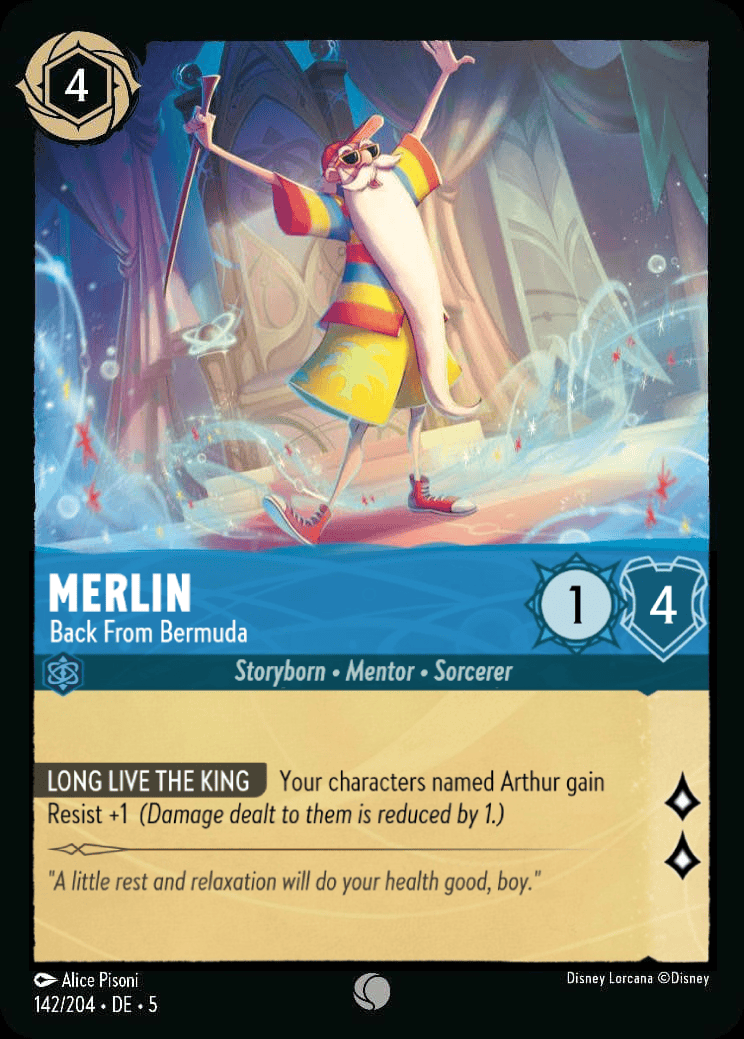 4
MERLIN
Back From Bermuda
1
4
Storyborn • Mentor • Sorcerer
LONG LIVE THE KING Your characters named Arthur gain
Resist +1 (Damage dealt to them is reduced by 1.)
"A little rest and relaxation will do your health good, boy."
Alice Pisoni
Disney Lorcana ©Disney
142/204 • DE • 5